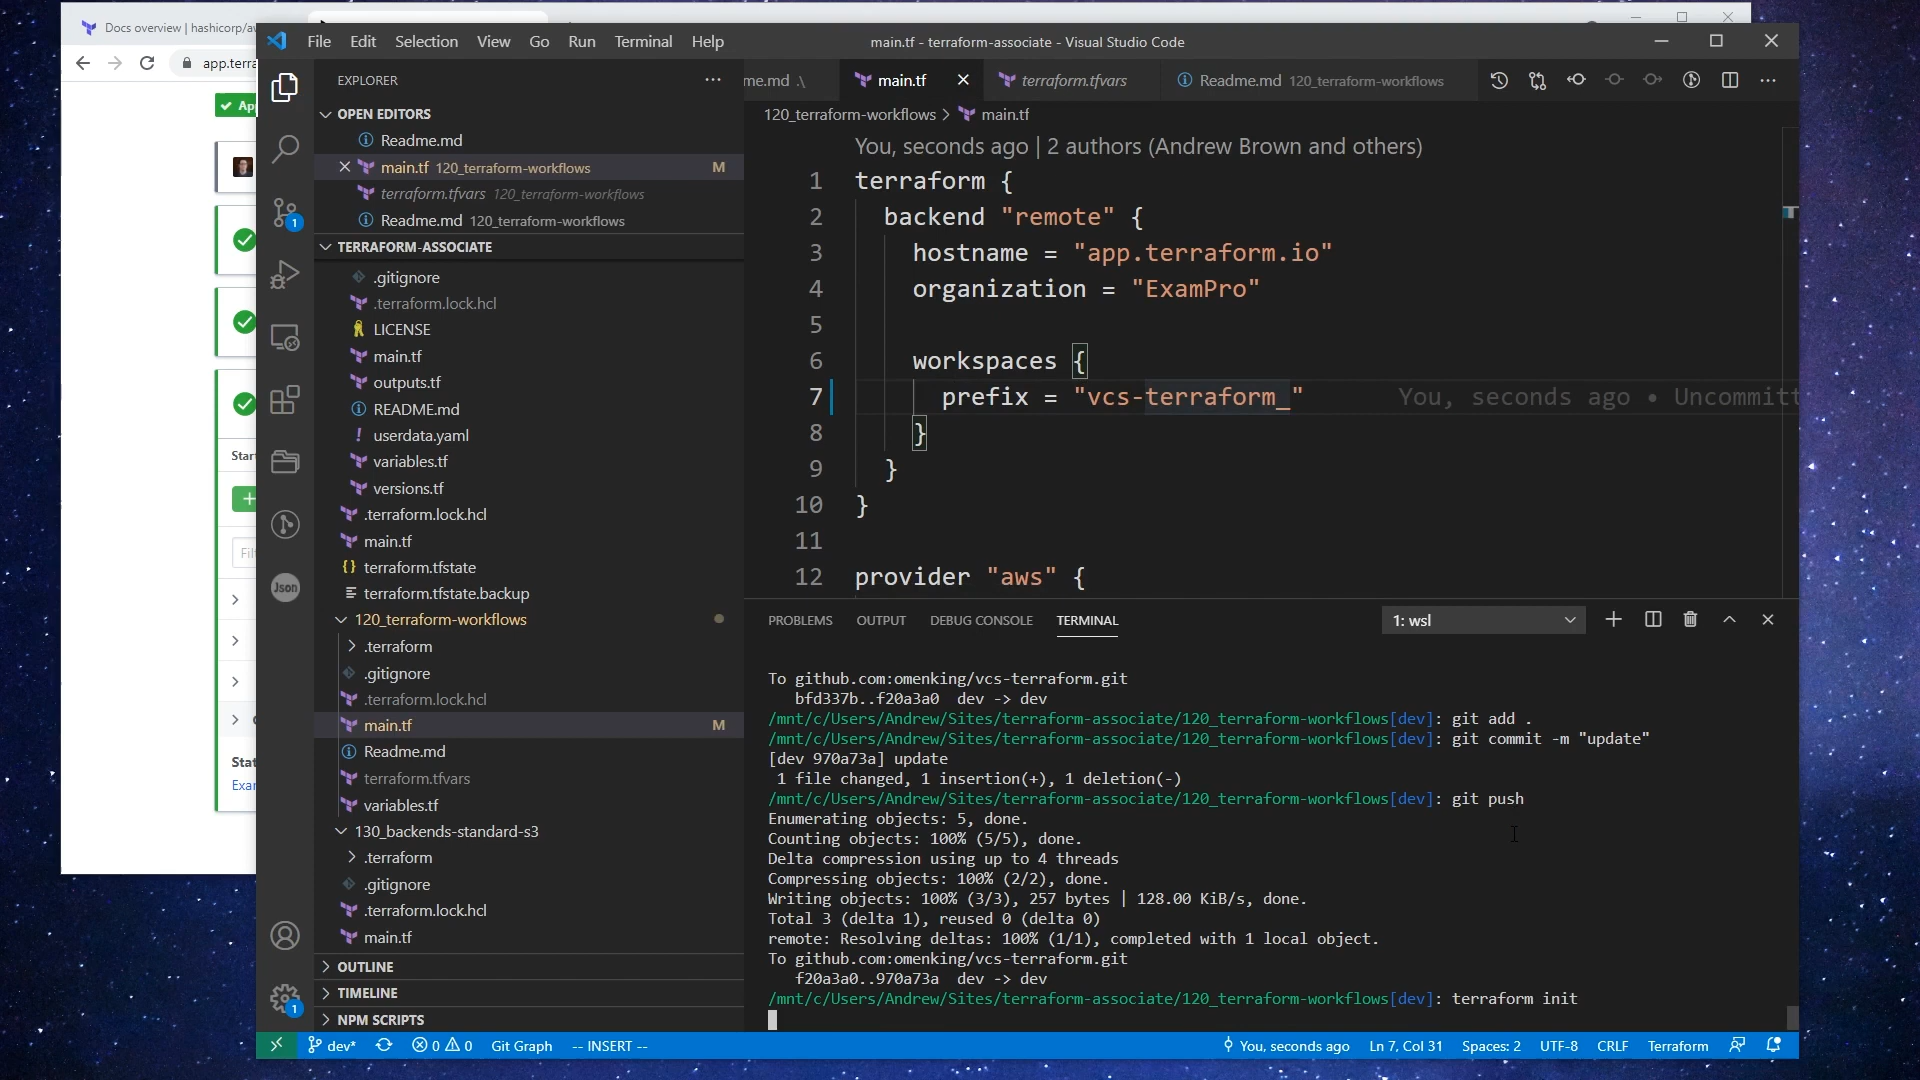 Docs overview | hashicorp/aw
app.terra
App
Start
Filt
Stat
Exar
File Edit Selection View Go Run Terminal Help
main.tf - terraform-associate - Visual Studio Code
EXPLORER
OPEN EDITORS
Readme.md
main.tf 120_terraform-workflows M
terraform.tfvars 120_terraform-workflows
Readme.md 120_terraform-workflows
TERRAFORM-ASSOCIATE
.gitignore
.terraform.lock.hcl
LICENSE
main.tf
outputs.tf
README.md
userdata.yaml
variables.tf
versions.tf
.terraform.lock.hcl
main.tf
terraform.tfstate
terraform.tfstate.backup
120_terraform-workflows
.terraform
.gitignore
.terraform.lock.hcl
main.tf M
Readme.md
terraform.tfvars
variables.tf
130_backends-standard-s3
.terraform
.gitignore
.terraform.lock.hcl
main.tf
OUTLINE
TIMELINE
NPM SCRIPTS
1
1
Json
me.md .\ main.tf terraform.tfvars Readme.md 120_terraform-workflows
120_terraform-workflows > main.tf
You, seconds ago | 2 authors (Andrew Brown and others)
1 terraform {
2 backend "remote" {
3 hostname = "app.terraform.io"
4 organization = "ExamPro"
5
6 workspaces {
7 prefix = "vcs-terraform_" You, seconds ago • Uncommitt
8 }
9 }
10 }
11
12 provider "aws" {
PROBLEMS OUTPUT DEBUG CONSOLE TERMINAL 1: wsl
To github.com:omenking/vcs-terraform.git
bfd337b..f20a3a0 dev -> dev
/mnt/c/Users/Andrew/Sites/terraform-associate/120_terraform-workflows[dev]: git add .
/mnt/c/Users/Andrew/Sites/terraform-associate/120_terraform-workflows[dev]: git commit -m "update"
[dev 970a73a] update
1 file changed, 1 insertion(+), 1 deletion(-)
/mnt/c/Users/Andrew/Sites/terraform-associate/120_terraform-workflows[dev]: git push
Enumerating objects: 5, done.
Counting objects: 100% (5/5), done.
Delta compression using up to 4 threads
Compressing objects: 100% (2/2), done.
Writing objects: 100% (3/3), 257 bytes | 128.00 KiB/s, done.
Total 3 (delta 1), reused 0 (delta 0)
remote: Resolving deltas: 100% (1/1), completed with 1 local object.
To github.com:omenking/vcs-terraform.git
f20a3a0..970a73a dev -> dev
/mnt/c/Users/Andrew/Sites/terraform-associate/120_terraform-workflows[dev]: terraform init
dev* 0 0 Git Graph -- INSERT -- You, seconds ago Ln 7, Col 31 Spaces: 2 UTF-8 CRLF Terraform